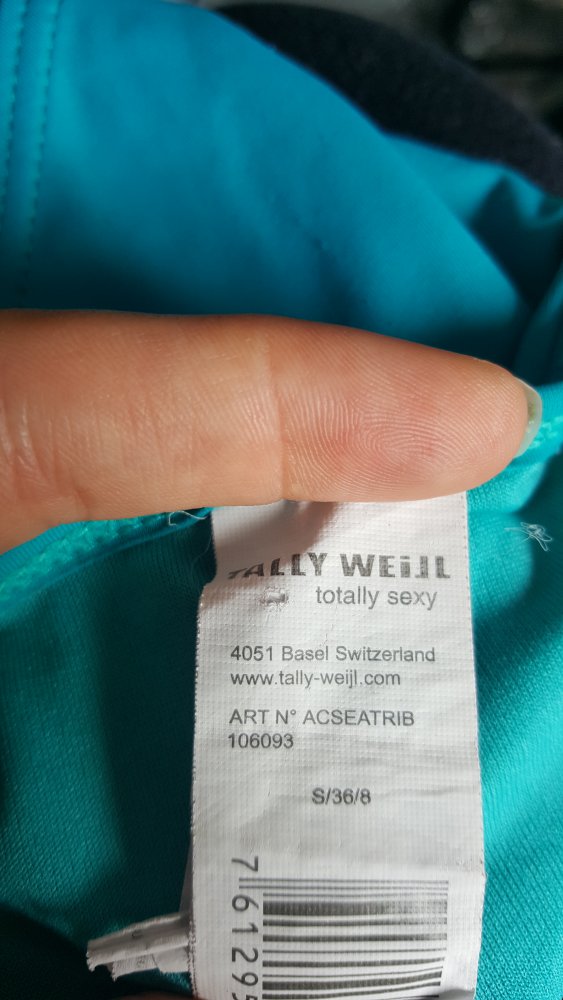 TALLY WEiJL
totally sexy
4051 Basel Switzerland
www.tally-weijl.com
ART N° ACSEATRIB
106093
S/36/8
761295